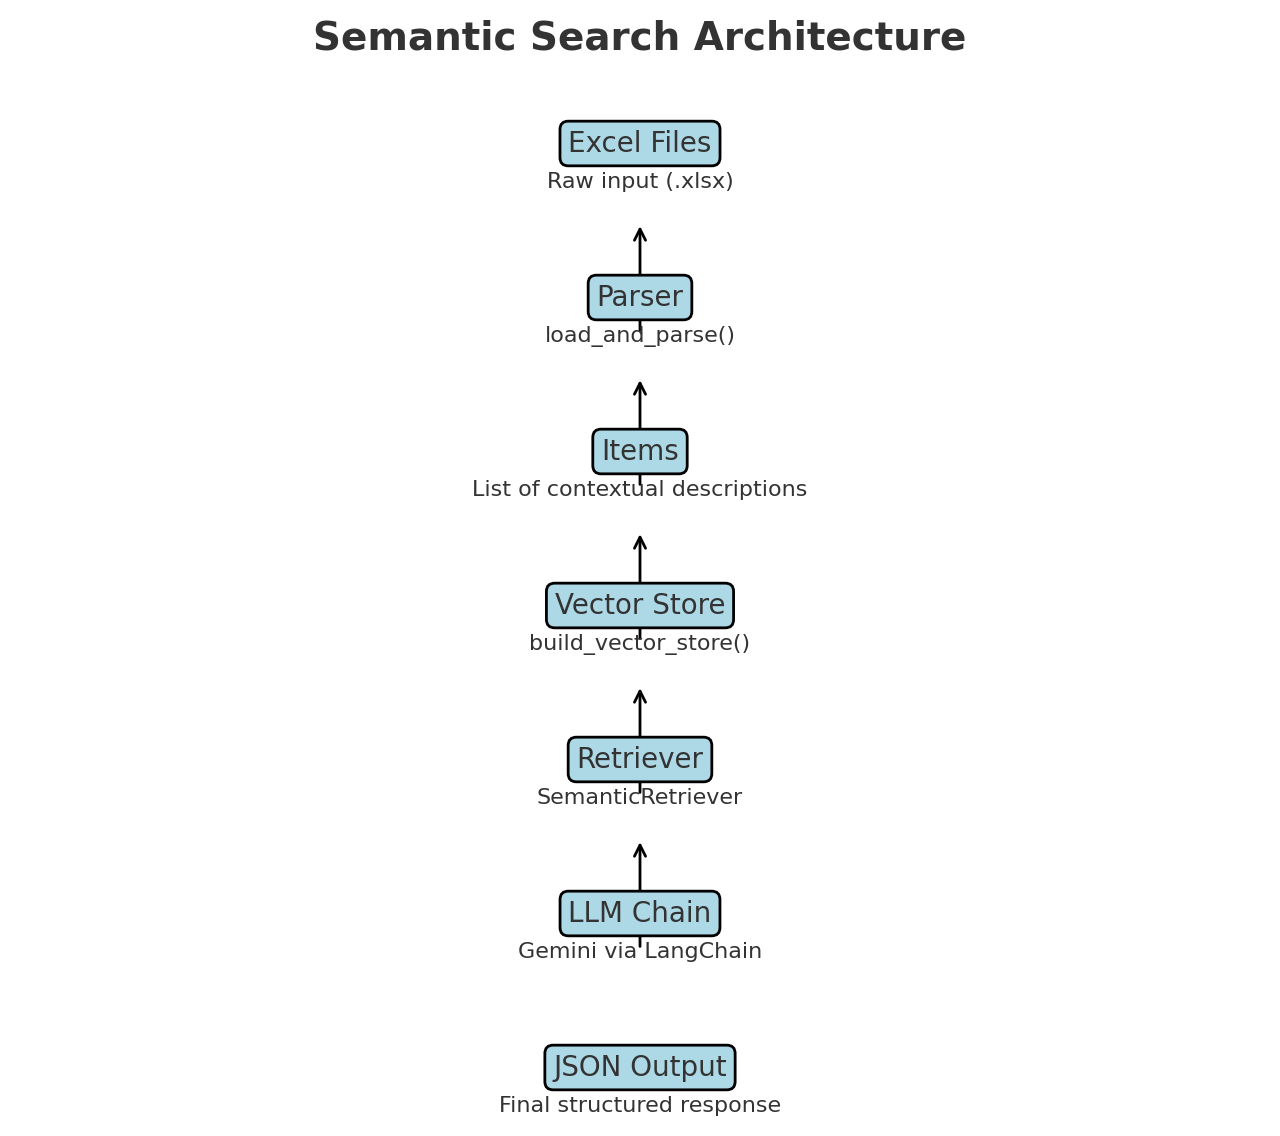 Semantic Search Architecture
Excel Files
Raw input (.xlsx)
Parser
load_and_parse()
Items
List of contextual descriptions
Vector Store
build_vector_store()
Retriever
SemanticRetriever
LLM Chain
Gemini via LangChain
JSON Output
Final structured response